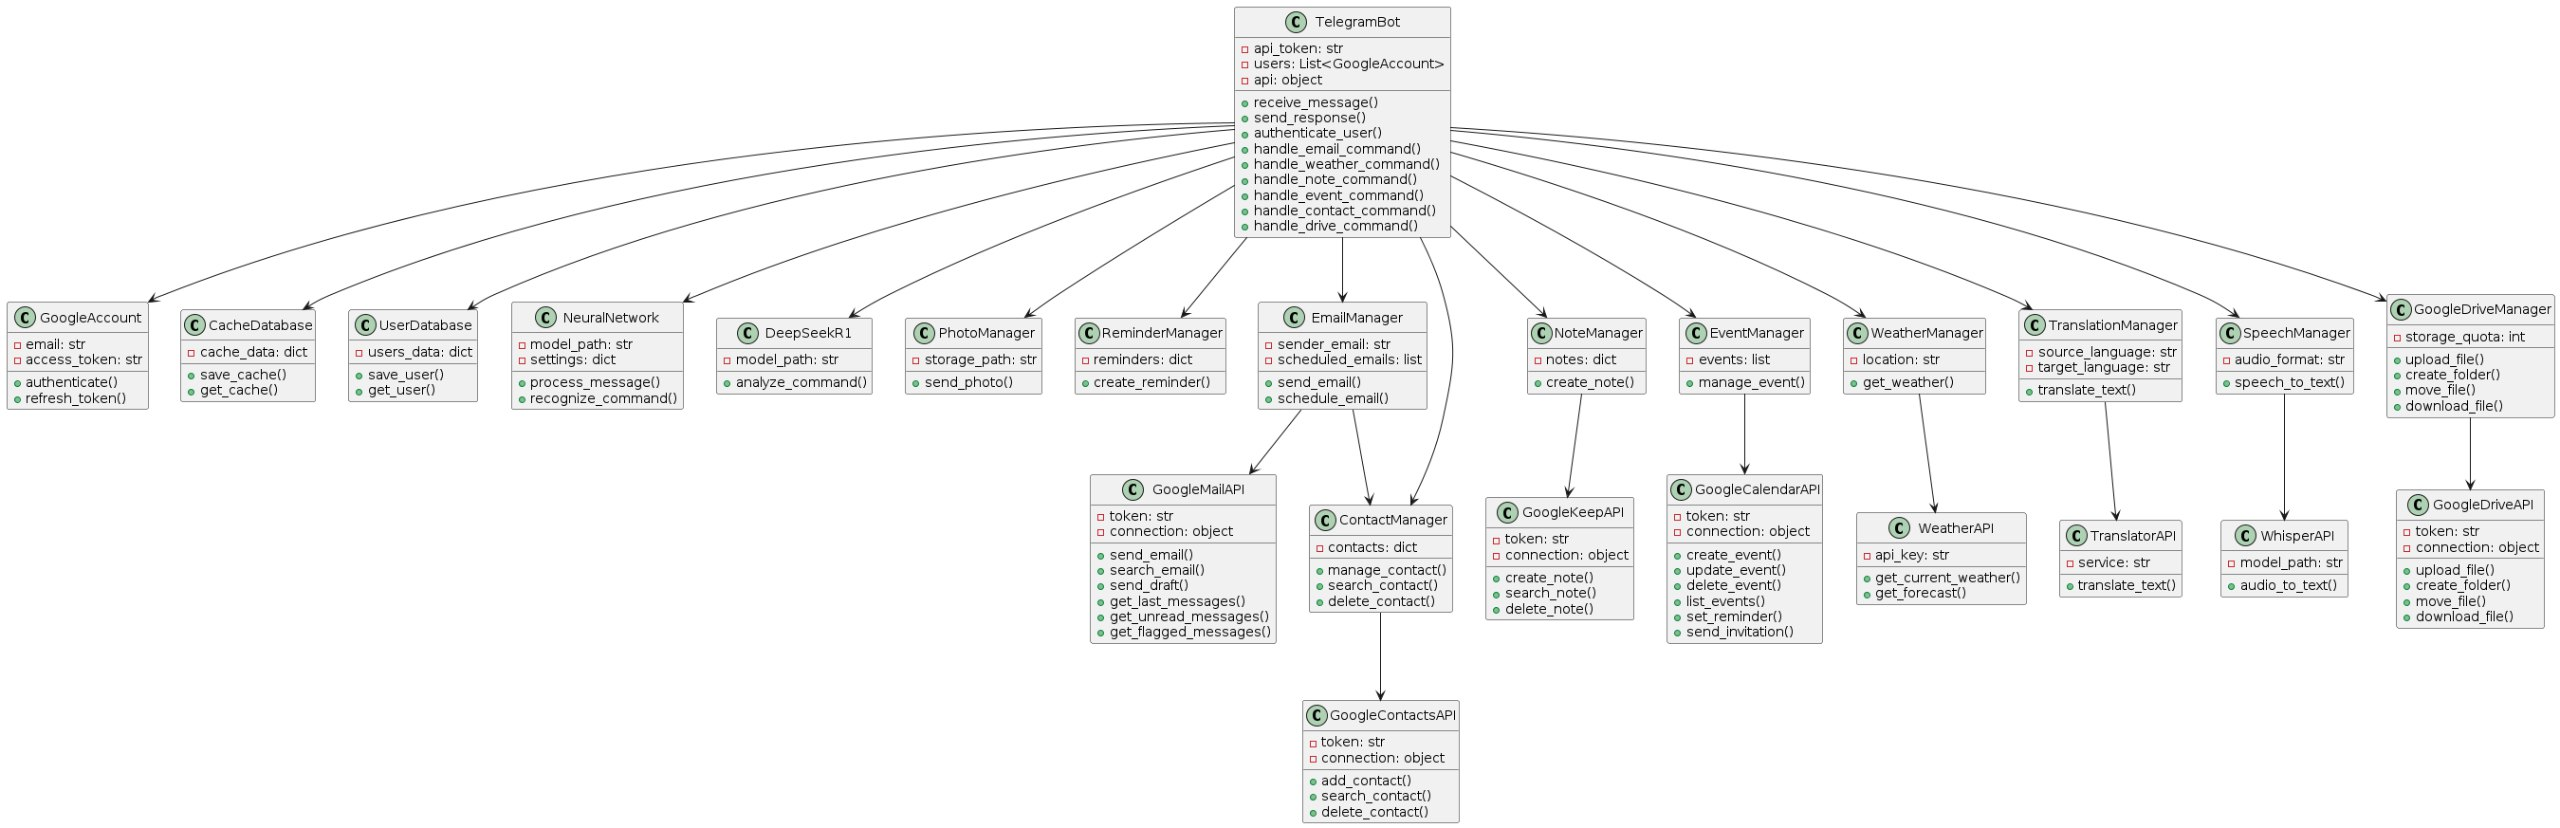 TelegramBot
api_token: str
users: List<GoogleAccount>
api: object
receive_message()
send_response()
authenticate_user()
handle_email_command()
handle_weather_command()
handle_note_command()
handle_event_command()
handle_contact_command()
handle_drive_command()
C GoogleAccount
email: str
access_token: str
authenticate()
refresh_token()
C CacheDatabase
cache_data: dict
save_cache()
get_cache()
C UserDatabase
users_data: dict
save_user()
get_user()
C NeuralNetwork
model_path: str
settings: dict
process_message()
recognize_command()
C DeepSeekR1
model_path: str
analyze_command()
C PhotoManager
storage_path: str
send_photo()
C ReminderManager
reminders: dict
create_reminder()
C EmailManager
sender_email: str
scheduled_emails: list
send_email()
schedule_email()
C NoteManager
notes: dict
create_note()
C EventManager
events: list
manage_event()
C WeatherManager
location: str
get_weather()
C TranslationManager
source_language: str
target_language: str
translate_text()
C SpeechManager
audio_format: str
speech_to_text()
C GoogleDriveManager
storage_quota: int
upload_file()
create_folder()
move_file()
download_file()
C GoogleMailAPI
token: str
connection: object
send_email()
search_email()
send_draft()
get_last_messages()
get_unread_messages()
get_flagged_messages()
C ContactManager
contacts: dict
manage_contact()
search_contact()
delete_contact()
C GoogleKeepAPI
token: str
connection: object
create_note()
search_note()
delete_note()
C GoogleCalendarAPI
token: str
connection: object
create_event()
update_event()
delete_event()
list_events()
set_reminder()
send_invitation()
C WeatherAPI
api_key: str
get_current_weather()
get_forecast()
C TranslatorAPI
service: str
translate_text()
C WhisperAPI
model_path: str
audio_to_text()
C GoogleDriveAPI
token: str
connection: object
upload_file()
create_folder()
move_file()
download_file()
C GoogleContactsAPI
token: str
connection: object
add_contact()
search_contact()
delete_contact()